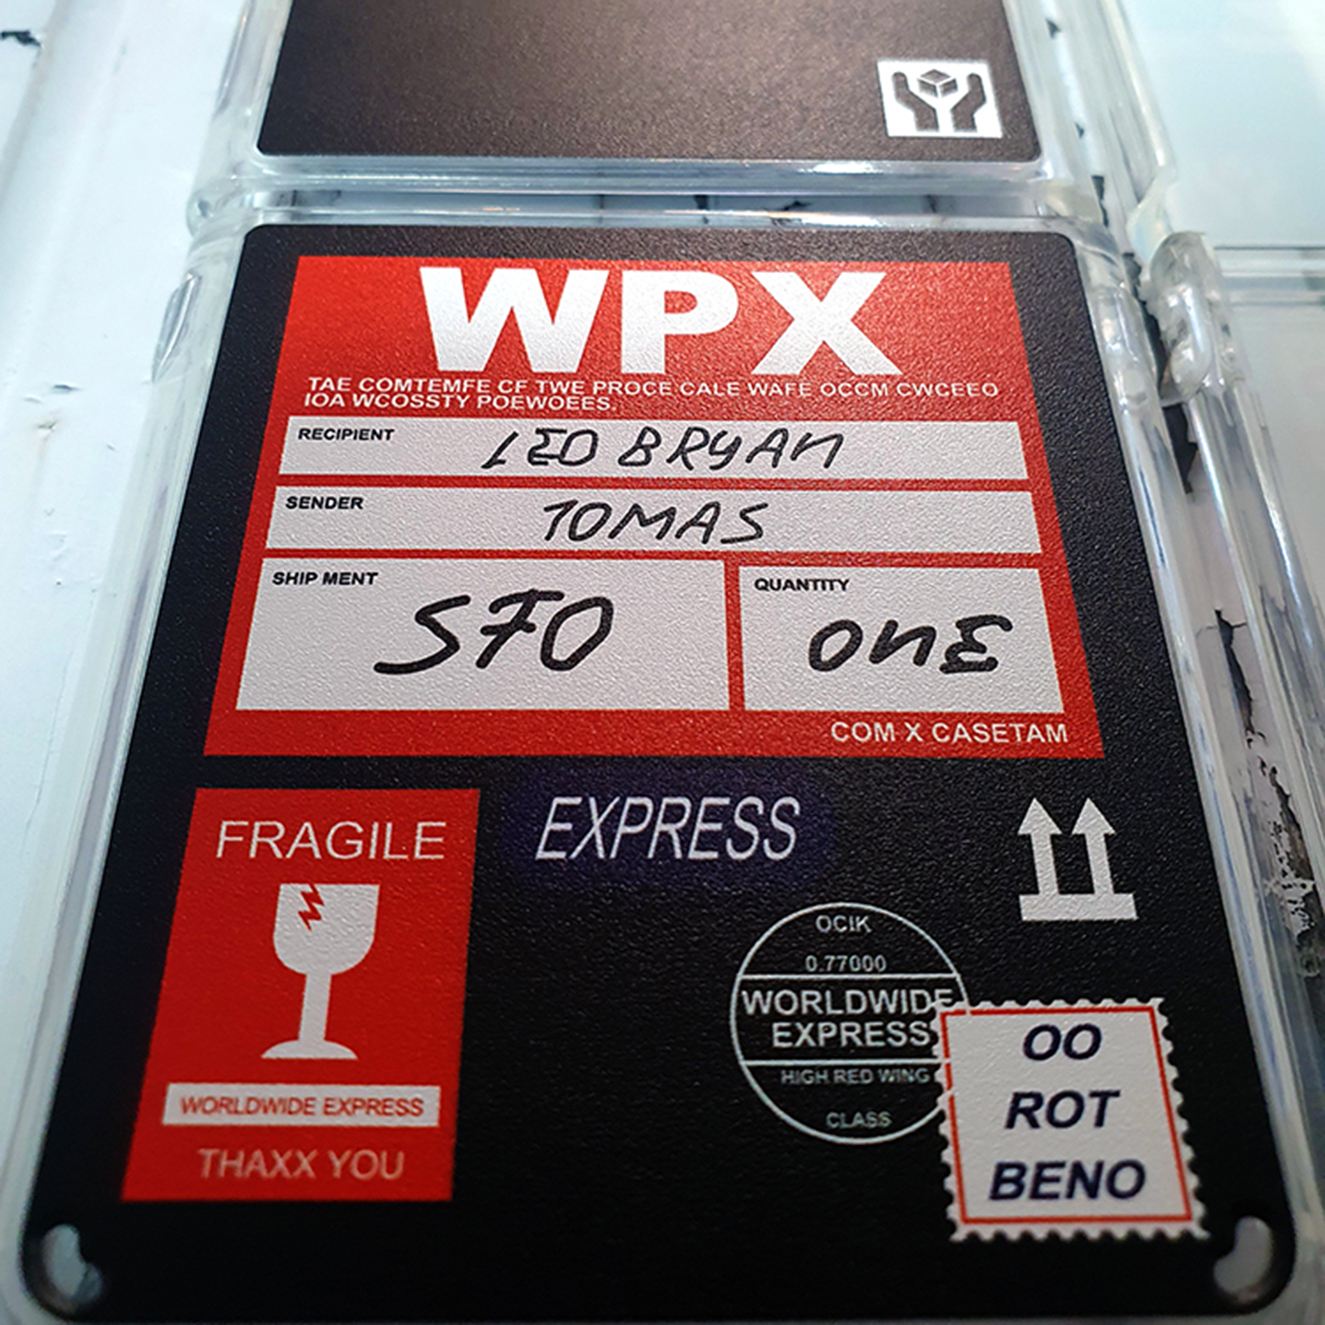 WPX
TAE COMTEMFE CF TWE PROCE CALE WAFE OCCM CWCEEO
IOA WCOSSTY POEWOEES.
RECIPIENT LEO BRYAN
SENDER TOMAS
SHIP MENT SFO
QUANTITY ONE
COM X CASETAM
FRAGILE
WORLDWIDE EXPRESS
THAXX YOU
EXPRESS
OCIK
0.77000
WORLDWIDE
EXPRESS
HIGH RED WING
CLASS
OO
ROT
BENO